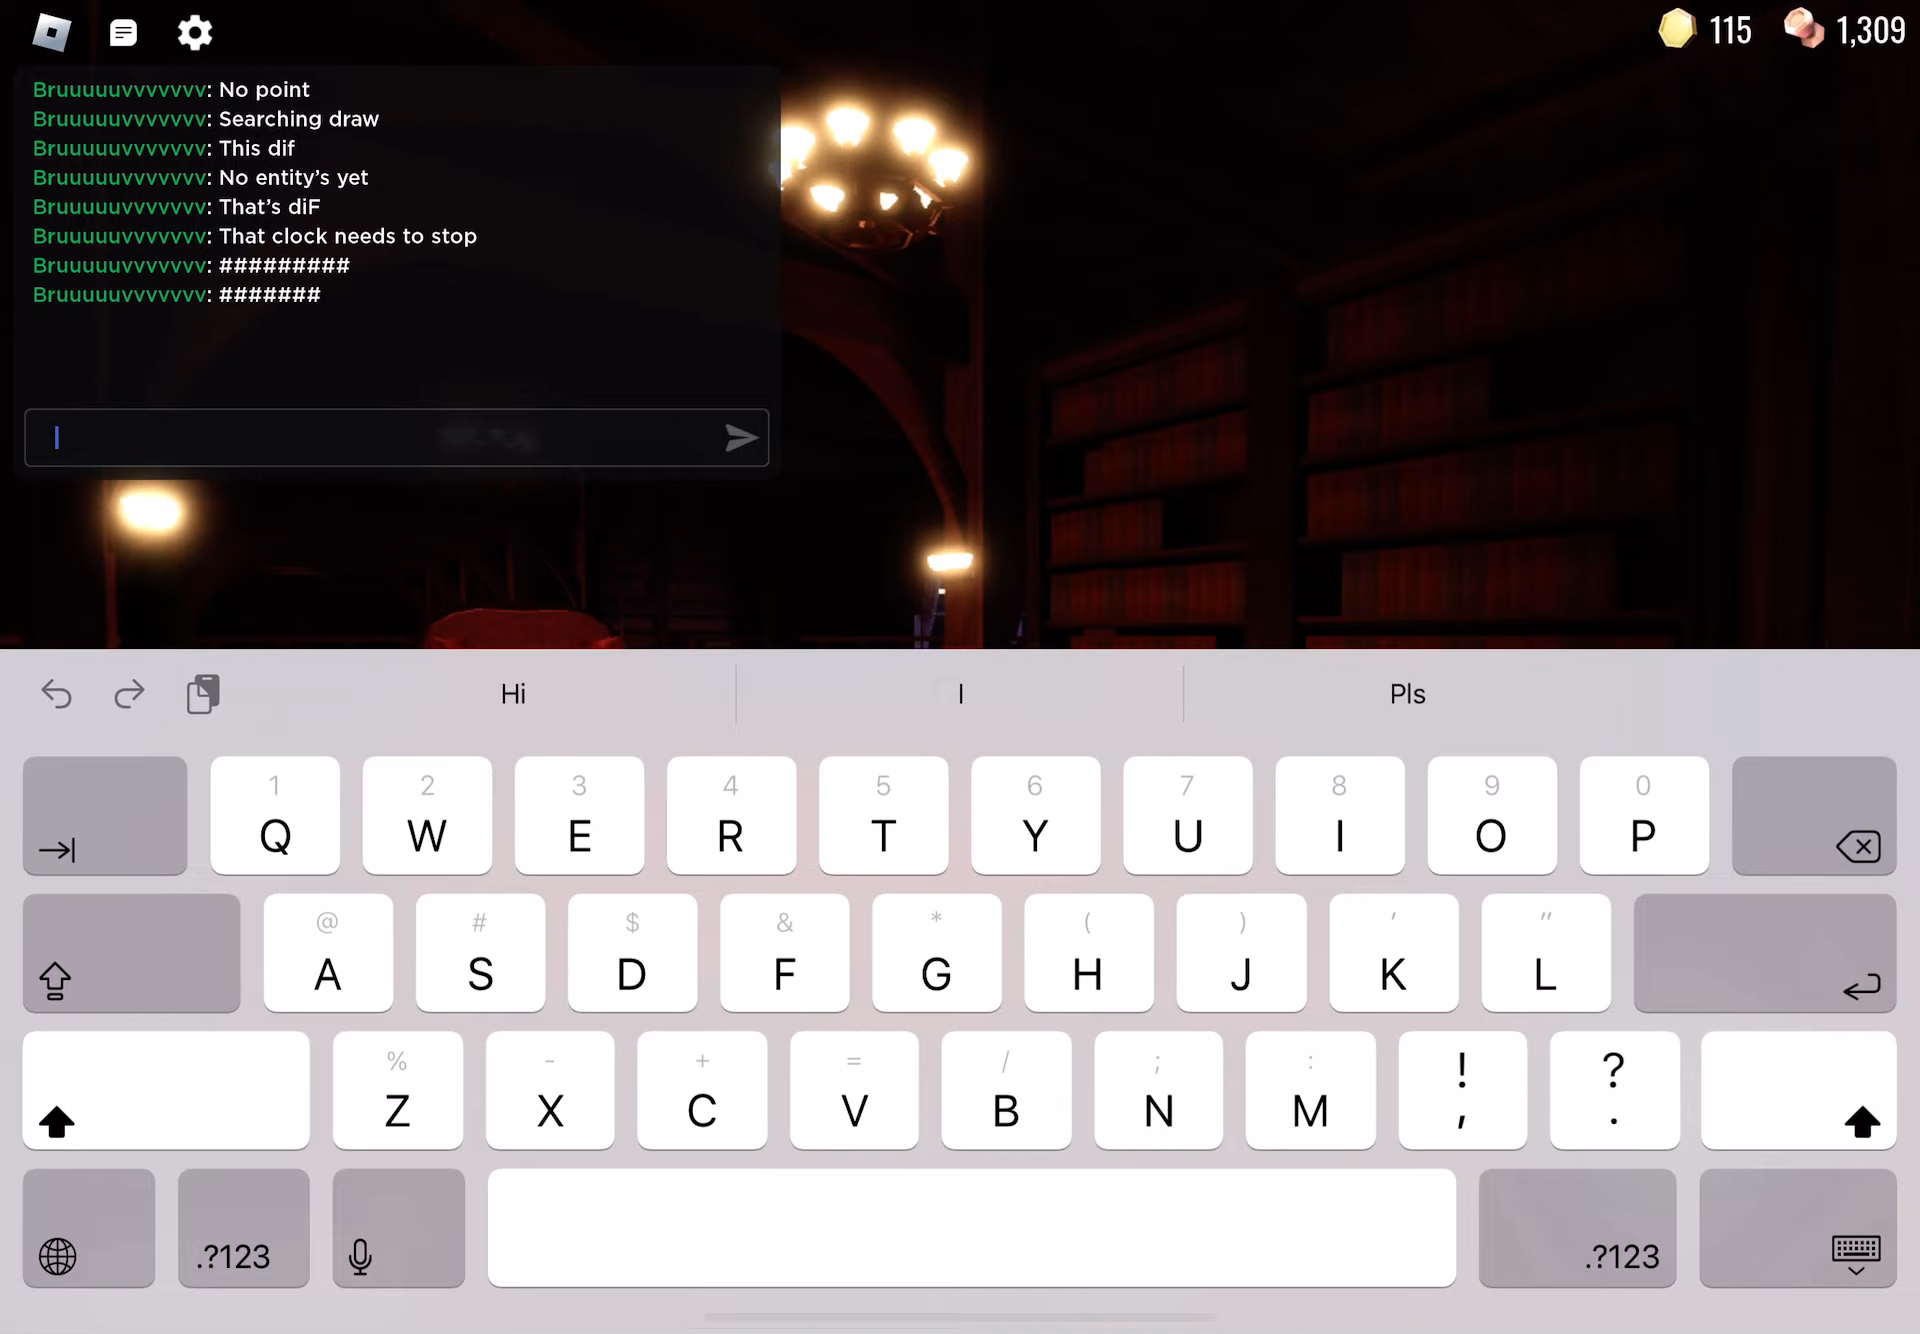 115
1,309
Bruuuuuvvvvvvv: No point
Bruuuuuvvvvvvv: Searching draw
Bruuuuuvvvvvvv: This dif
Bruuuuuvvvvvvv: No entity’s yet
Bruuuuuvvvvvvv: That’s diF
Bruuuuuvvvvvvv: That clock needs to stop
Bruuuuuvvvvvvv: #########
Bruuuuuvvvvvvv: #######
Hi I Pls
1 2 3 4 5 6 7 8 9 0
Q W E R T Y U I O P
@ # $ & * ( ) ' "
A S D F G H J K L
% - + = / ; : ! ?
Z X C V B N M , .
.?123 .?123